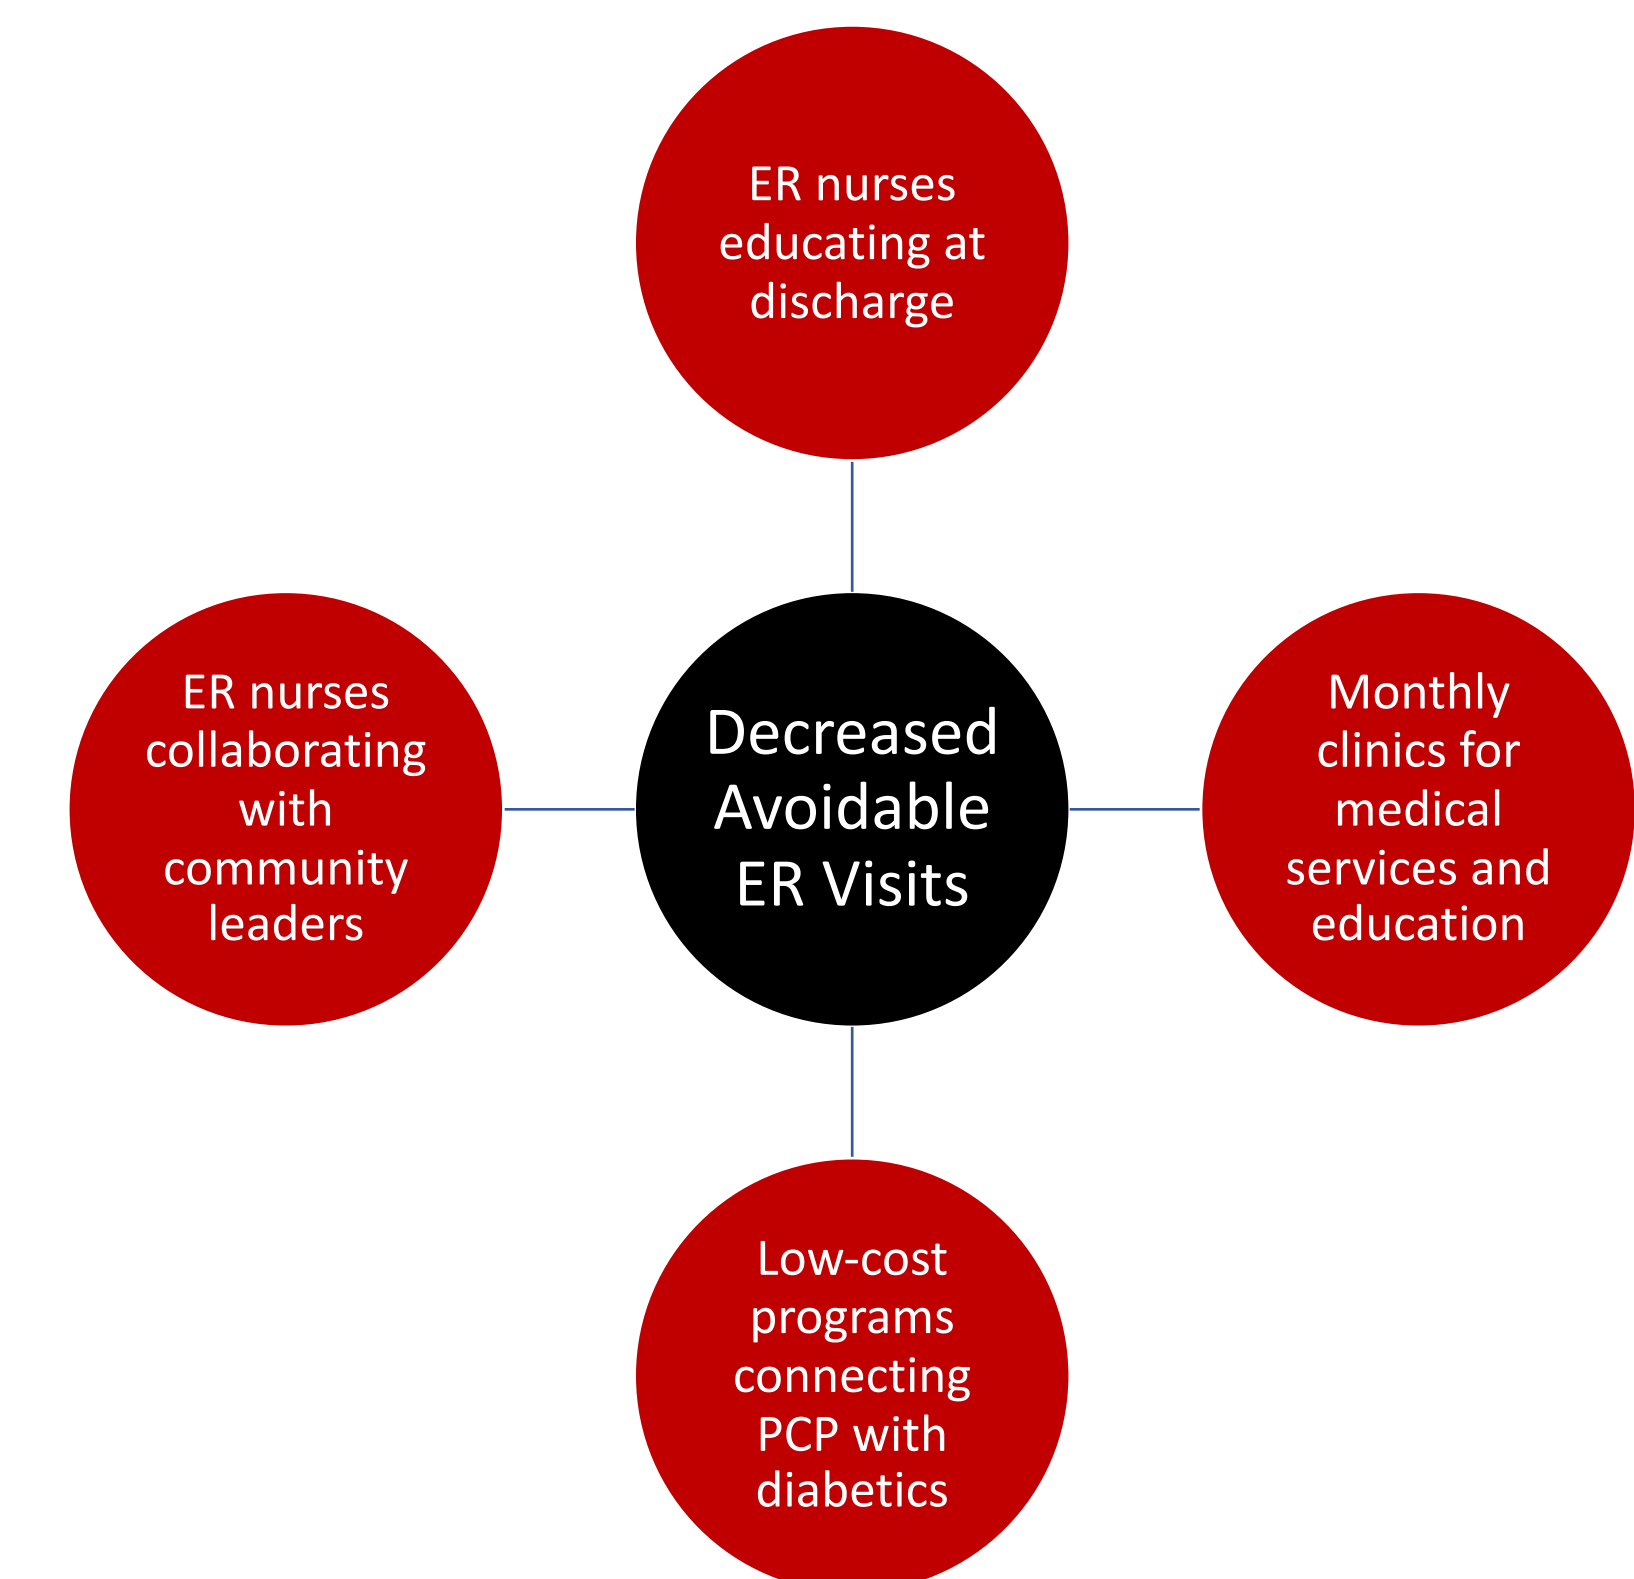 ER nurses
educating at
discharge
ER nurses
collaborating
with
community
leaders
Decreased
Avoidable
ER Visits
Monthly
clinics for
medical
services and
education
Low-cost
programs
connecting
PCP with
diabetics